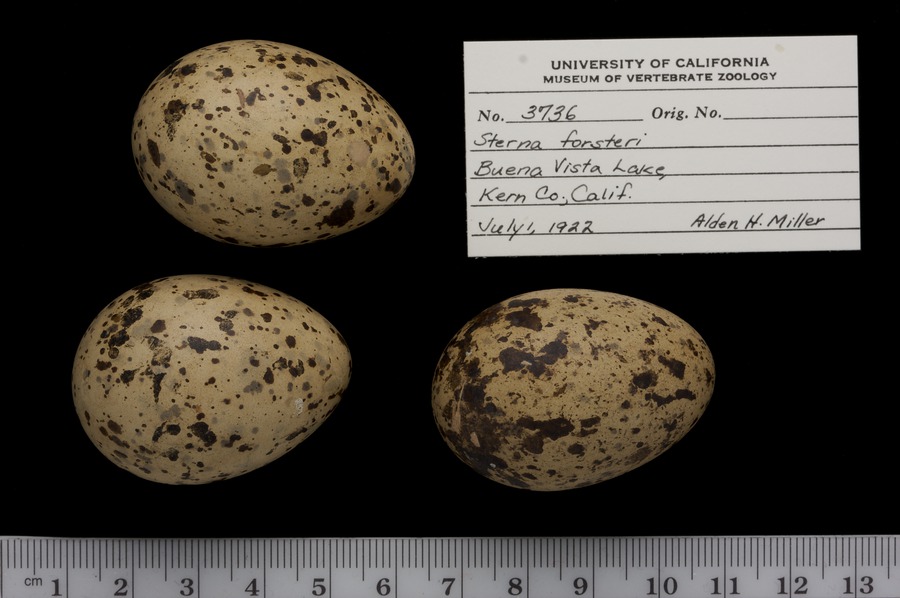 UNIVERSITY OF CALIFORNIA
MUSEUM OF VERTEBRATE ZOOLOGY
No. 3736 Orig. No.
Sterna forsteri
Buena Vista Lake,
Kern Co., Calif.
July 1, 1922 Alden H. Miller
cm 1 2 3 4 5 6 7 8 9 10 11 12 13